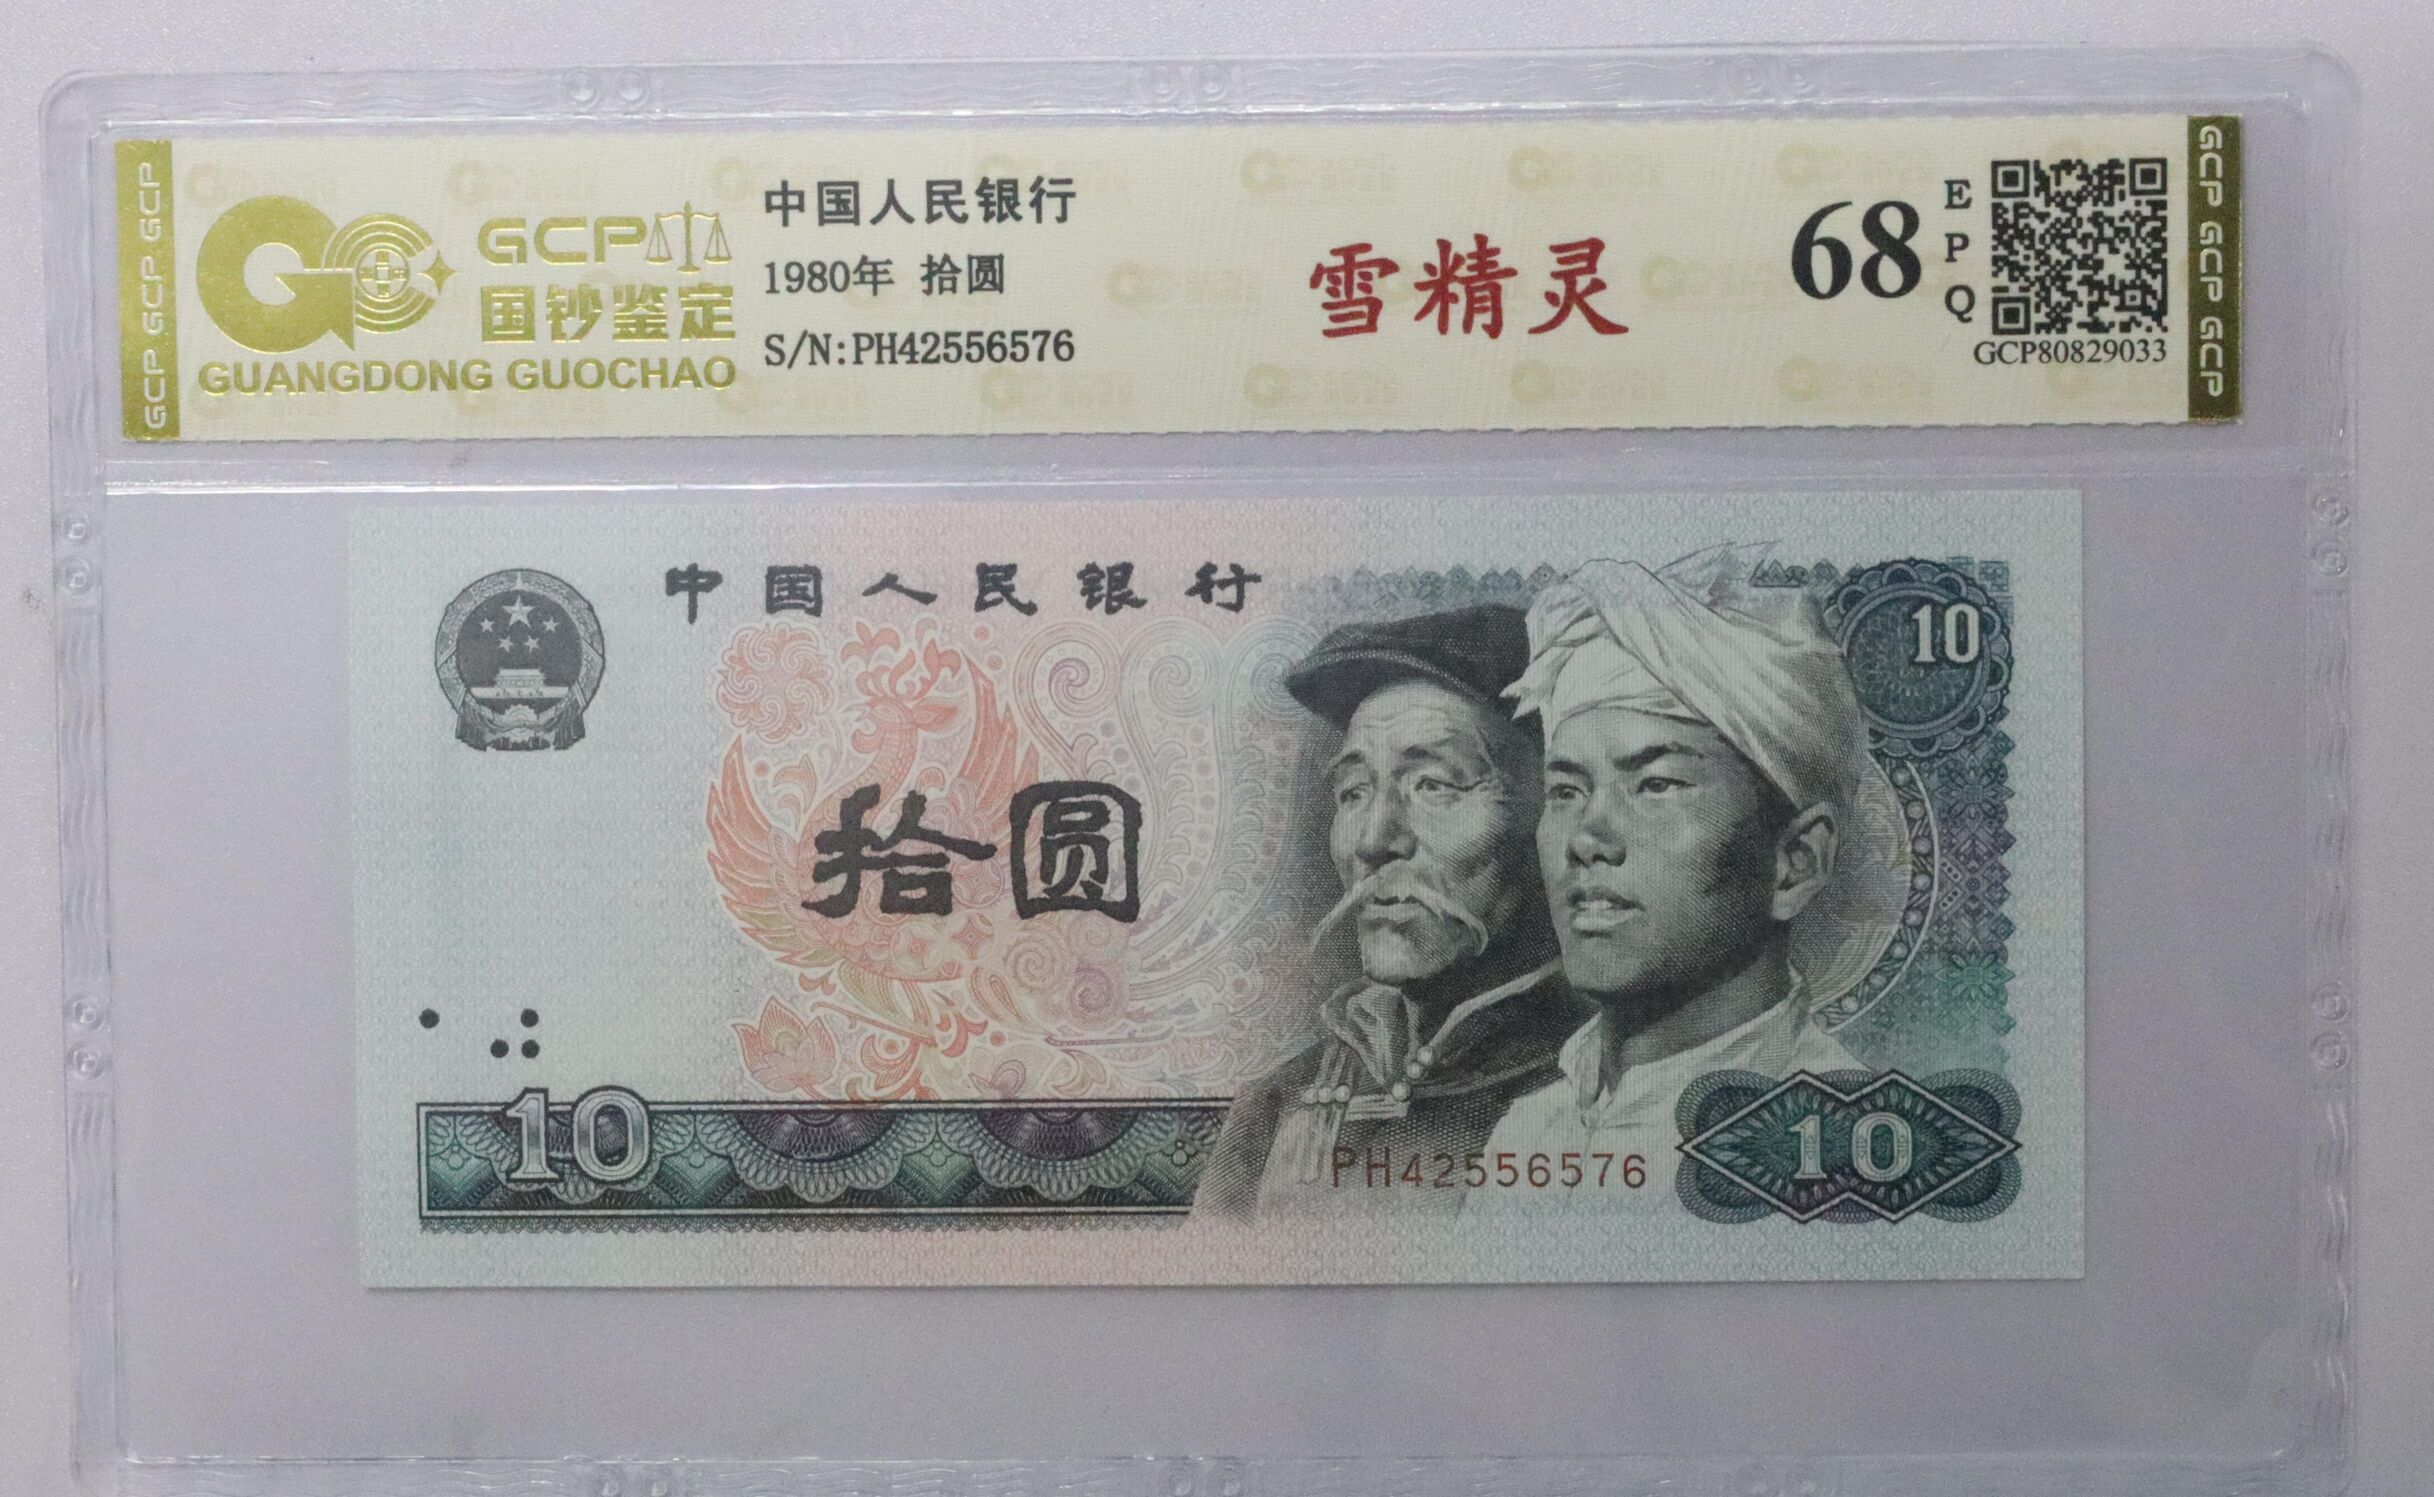 GCP GCP GCP
GCP
国钞鉴定
GUANGDONG GUOCHAO
中国人民银行
1980年 拾圆
S/N:PH42556576
雪精灵
68
EPQ
GCP80829033
GCP GCP GCP
中国人民银行
10
拾圆
10
PH42556576
10